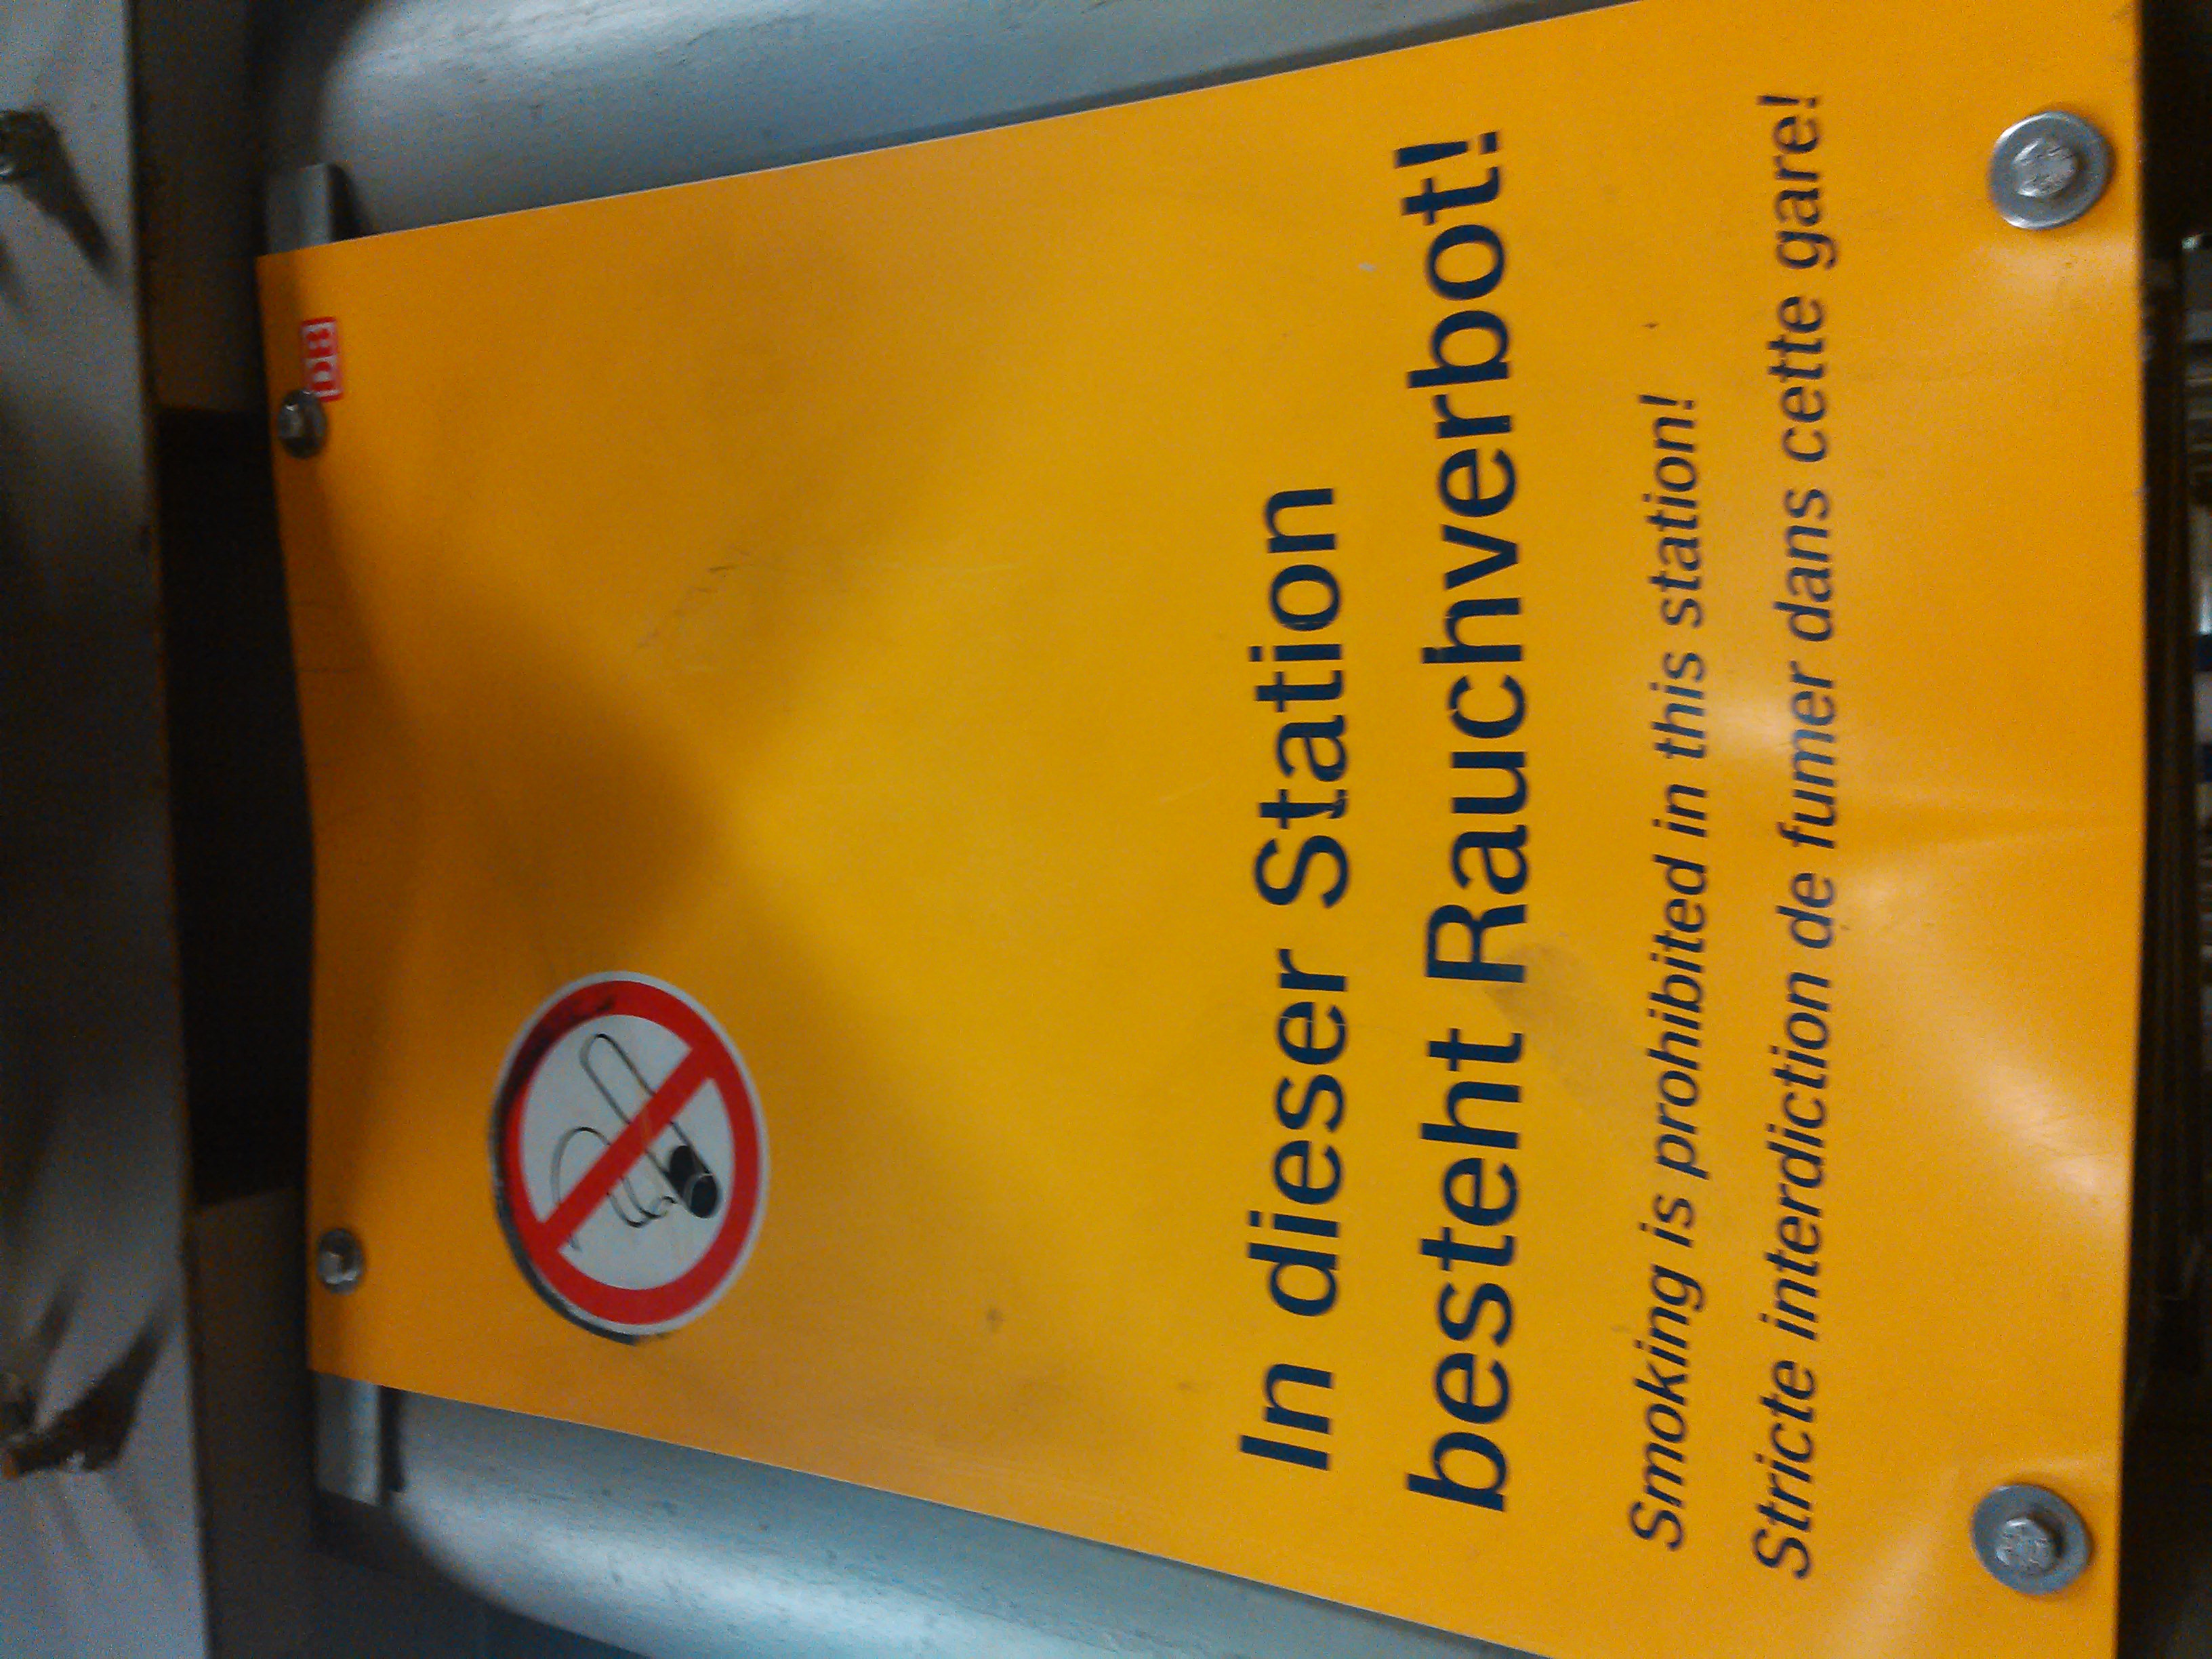 DB
In dieser Station
besteht Rauchverbot!
Smoking is prohibited in this station!
Stricte interdiction de fumer dans cette gare!